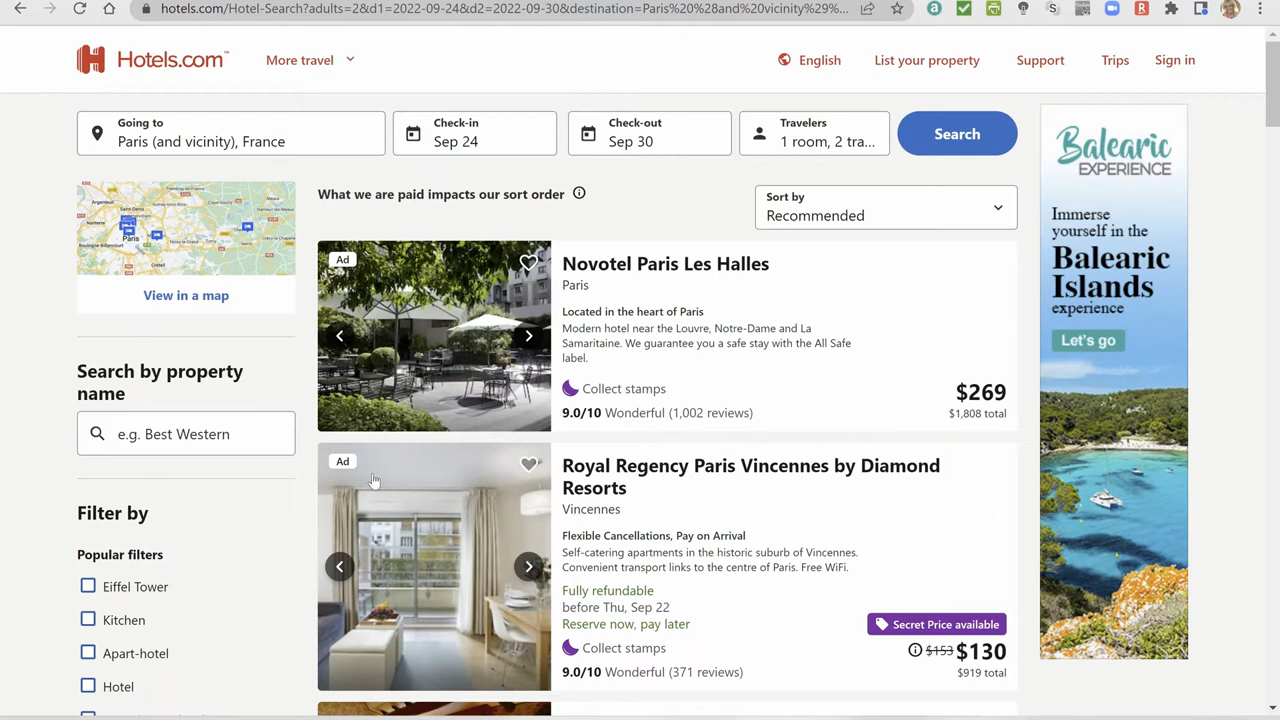 hotels.com/Hotel-Search?adults=2&d1=2022-09-24&d2=2022-09-30&destination=Paris%20%28and%20vicinity%29%...
Hotels.com™
More travel
English
List your property
Support
Trips
Sign in
Going to
Paris (and vicinity), France
Check-in
Sep 24
Check-out
Sep 30
Travelers
1 room, 2 tra...
Search
View in a map
Search by property
name
e.g. Best Western
Filter by
Popular filters
Eiffel Tower
Kitchen
Apart-hotel
Hotel
What we are paid impacts our sort order
Sort by
Recommended
Ad
Novotel Paris Les Halles
Paris
Located in the heart of Paris
Modern hotel near the Louvre, Notre-Dame and La
Samaritaine. We guarantee you a safe stay with the All Safe
label.
Collect stamps
9.0/10 Wonderful (1,002 reviews)
$269
$1,808 total
Ad
Royal Regency Paris Vincennes by Diamond
Resorts
Vincennes
Flexible Cancellations, Pay on Arrival
Self-catering apartments in the historic suburb of Vincennes.
Convenient transport links to the centre of Paris. Free WiFi.
Fully refundable
before Thu, Sep 22
Reserve now, pay later
Collect stamps
9.0/10 Wonderful (371 reviews)
Secret Price available
$153 $130
$919 total
Balearic
EXPERIENCE
Immerse
yourself in the
Balearic
Islands
experience
Let's go